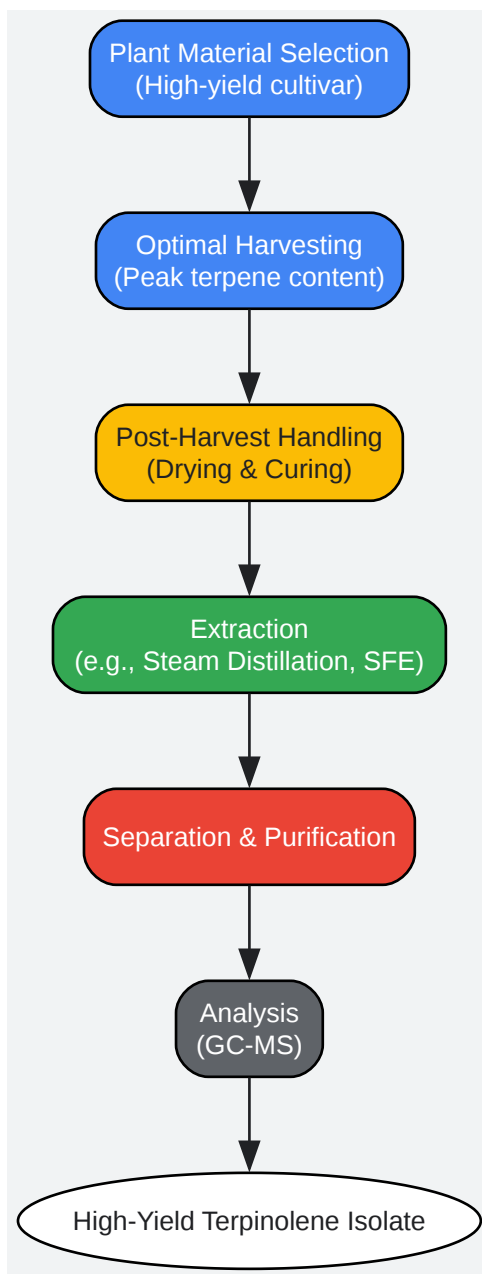 Plant Material Selection
(High-yield cultivar)
Optimal Harvesting
(Peak terpene content)
Post-Harvest Handling
(Drying & Curing)
Extraction
(e.g., Steam Distillation, SFE)
Separation & Purification
Analysis
(GC-MS)
High-Yield Terpinolene Isolate